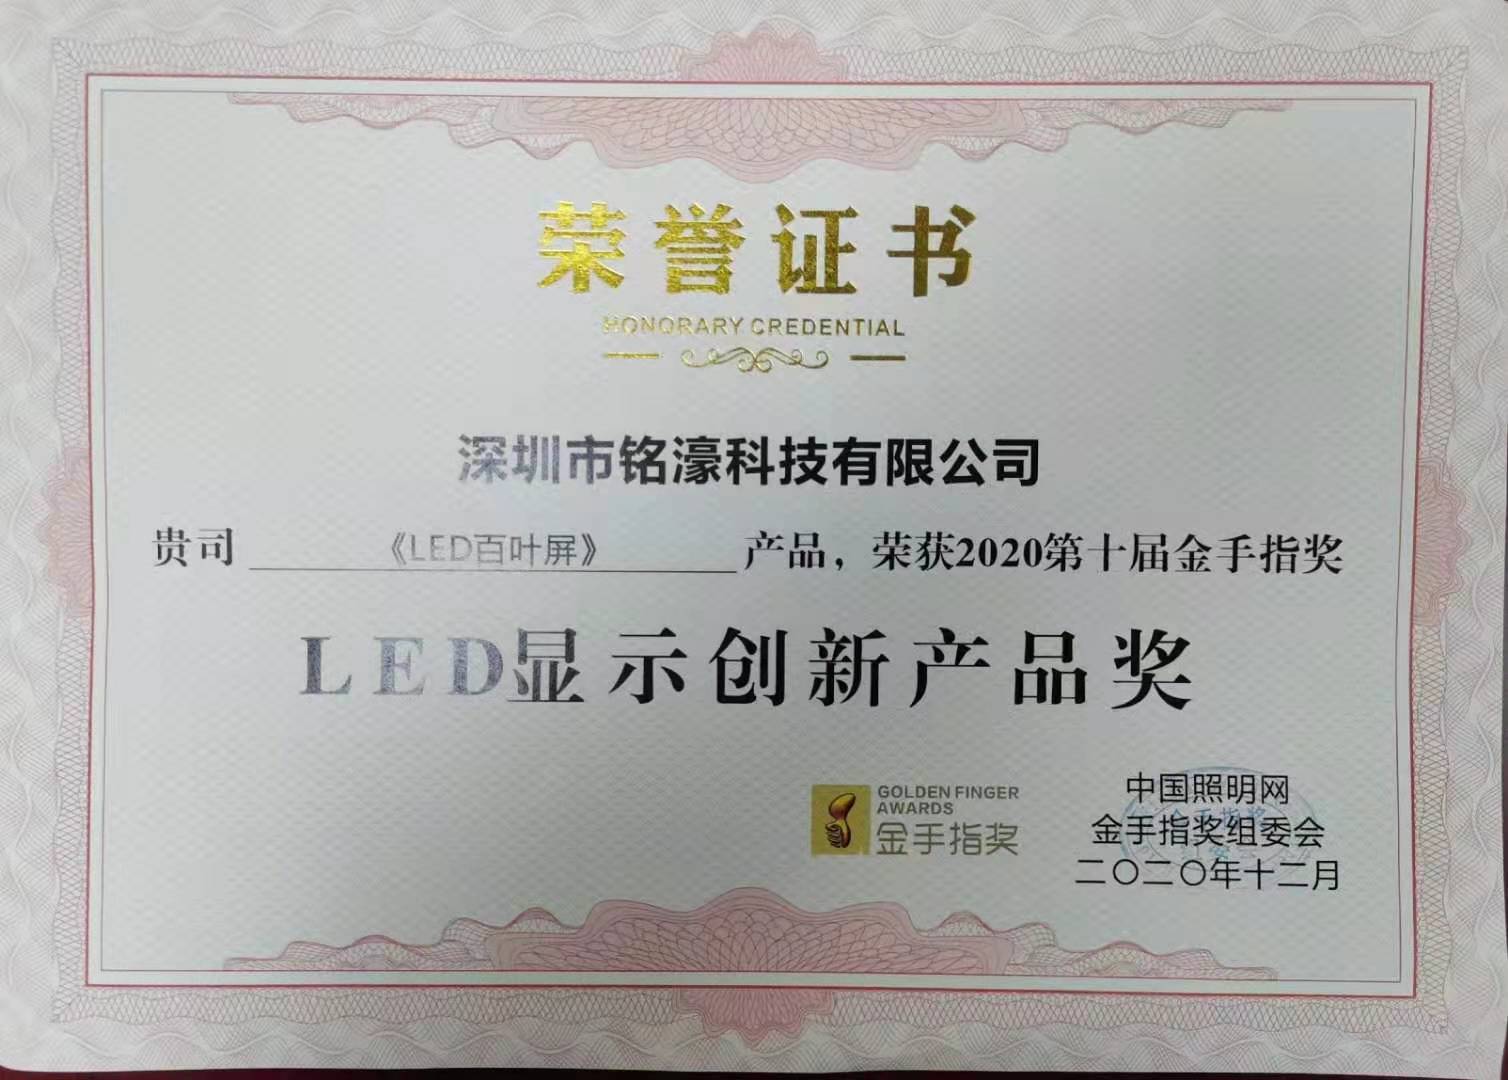 荣誉证书
HONORARY CREDENTIAL
深圳市铭濠科技有限公司
贵司 《LED百叶屏》 产品，荣获2020第十届金手指奖
LED显示创新产品奖
GOLDEN FINGER
AWARDS
金手指奖
中国照明网
金手指奖组委会
二〇二〇年十二月